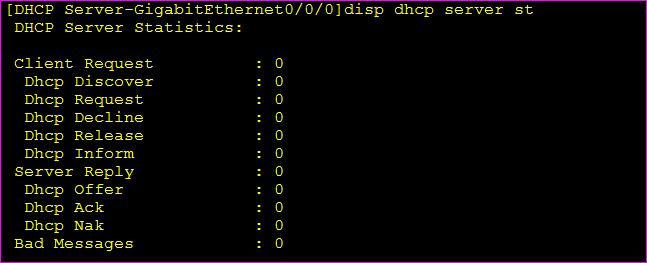 [DHCP Server-GigabitEthernet0/0/0]disp dhcp server st
DHCP Server Statistics:
Client Request : 0
Dhcp Discover : 0
Dhcp Request : 0
Dhcp Decline : 0
Dhcp Release : 0
Dhcp Inform : 0
Server Reply : 0
Dhcp Offer : 0
Dhcp Ack : 0
Dhcp Nak : 0
Bad Messages : 0